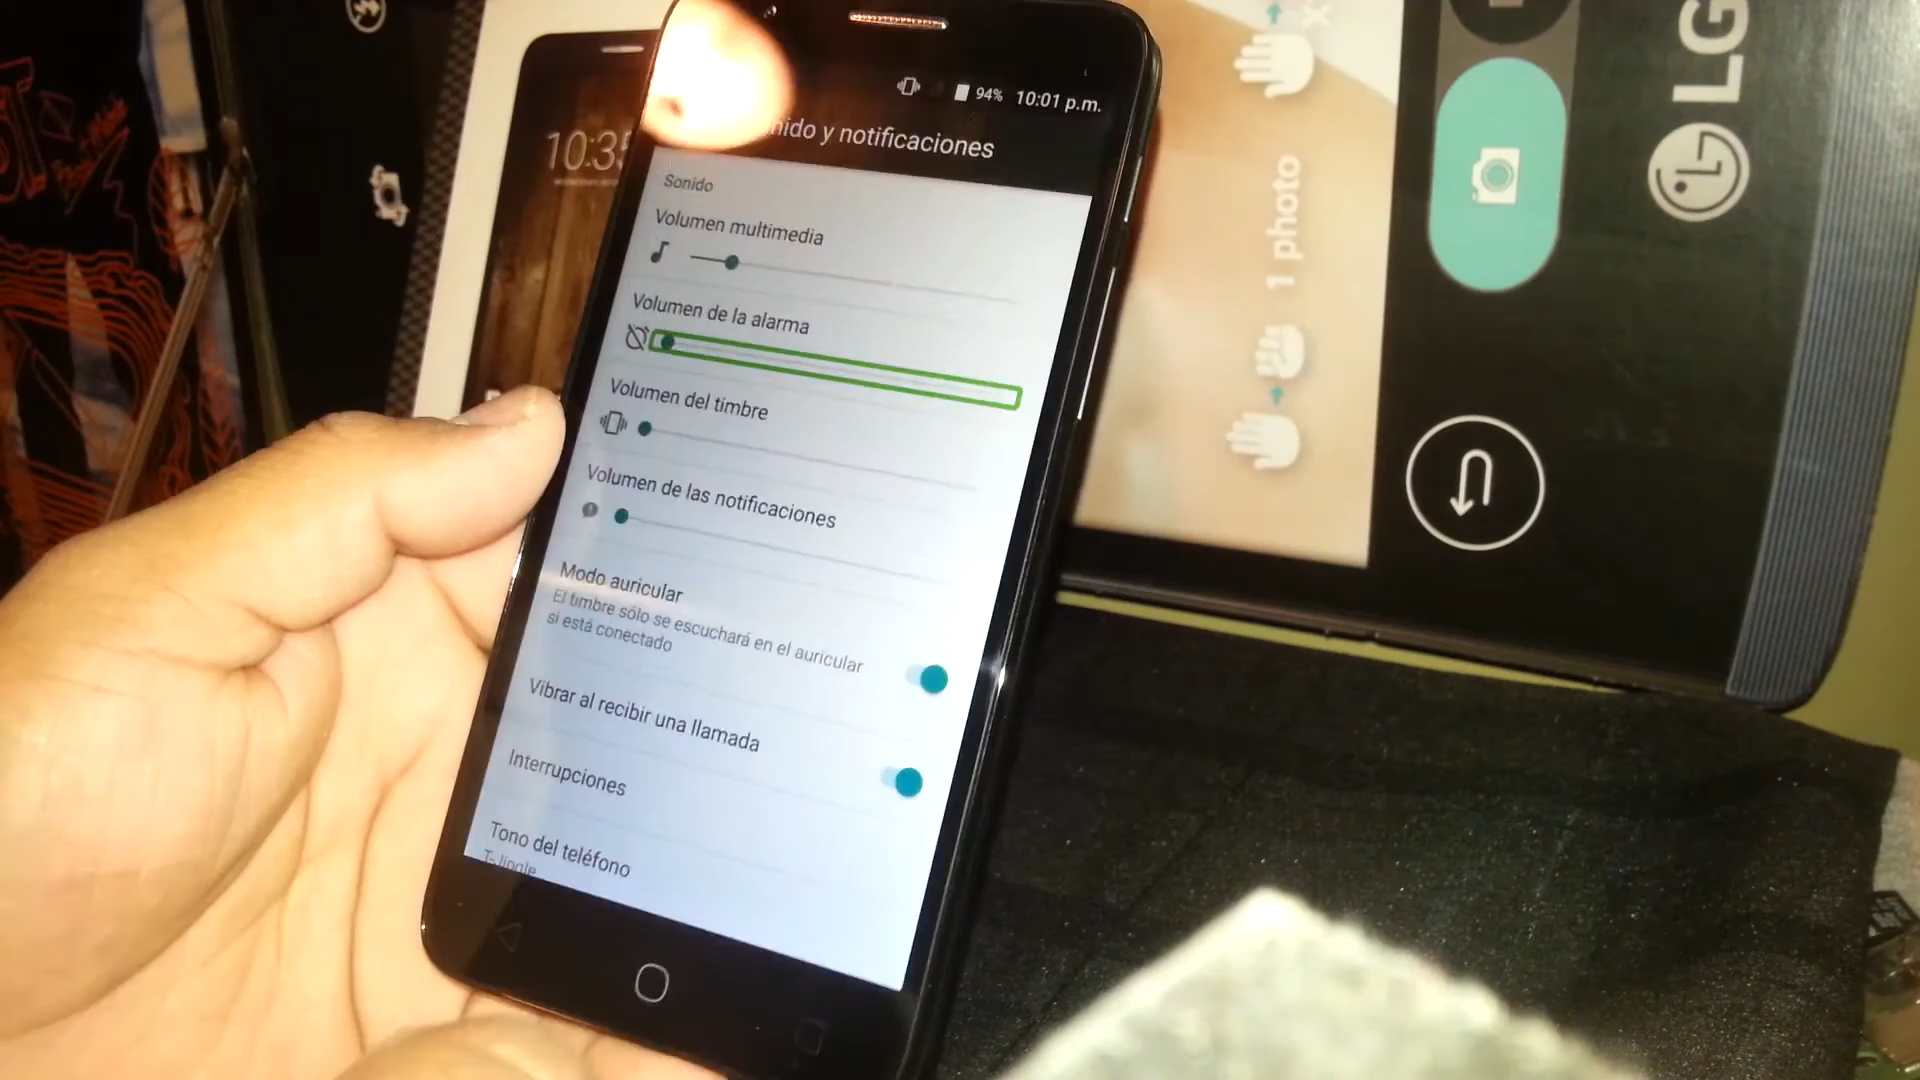 94% 10:01 p.m.
nido y notificaciones
Sonido
Volumen multimedia
Volumen de la alarma
Volumen del timbre
Volumen de las notificaciones
Modo auricular
El timbre sólo se escuchará en el auricular
si está conectado
Vibrar al recibir una llamada
Interrupciones
Tono del teléfono
T-Jingle
10:35
1 photo
LG